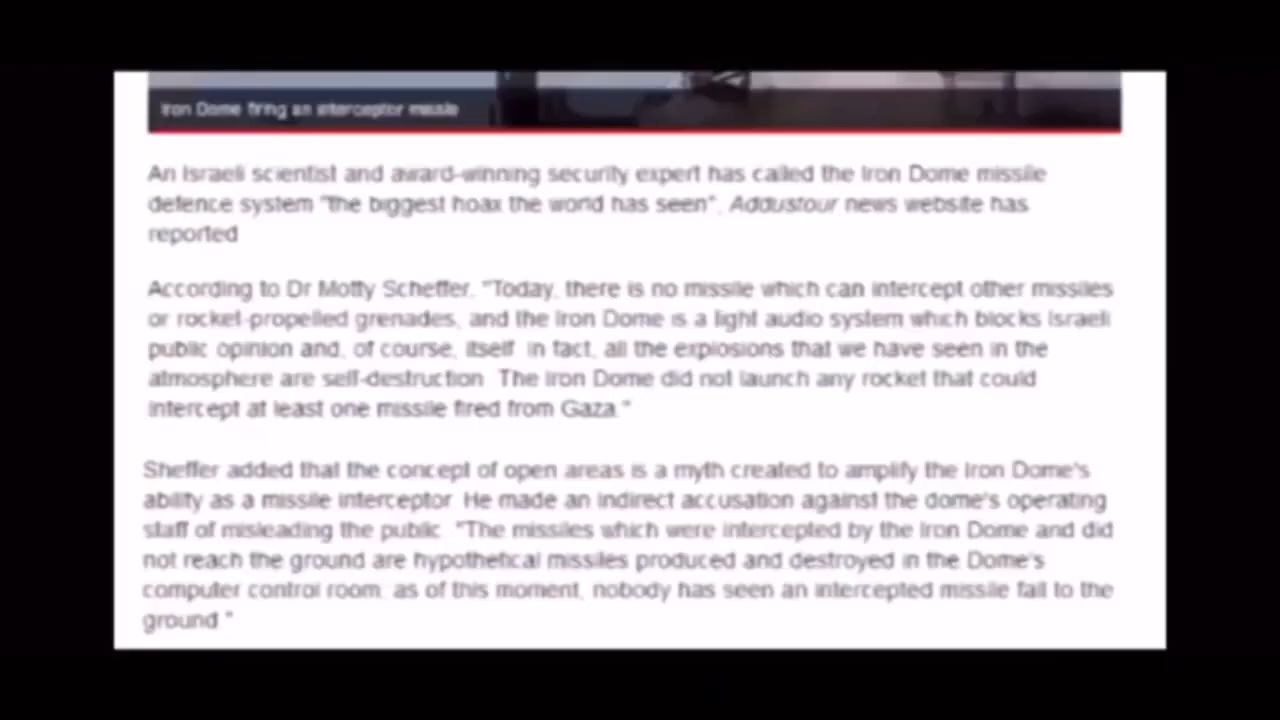 Iron Dome firing an interceptor missile
An Israeli scientist and award-winning security expert has called the Iron Dome missile
defence system "the biggest hoax the world has seen", Addustour news website has
reported
According to Dr Motty Scheffer, "Today, there is no missile which can intercept other missiles
or rocket-propelled grenades, and the Iron Dome is a light audio system which blocks Israeli
public opinion and, of course, itself. In fact, all the explosions that we have seen in the
atmosphere are self-destruction. The Iron Dome did not launch any rocket that could
intercept at least one missile fired from Gaza."
Sheffer added that the concept of open areas is a myth created to amplify the Iron Dome's
ability as a missile interceptor. He made an indirect accusation against the dome's operating
staff of misleading the public. "The missiles which were intercepted by the Iron Dome and did
not reach the ground are hypothetical missiles produced and destroyed in the Dome's
computer control room, as of this moment, nobody has seen an intercepted missile fall to the
ground."